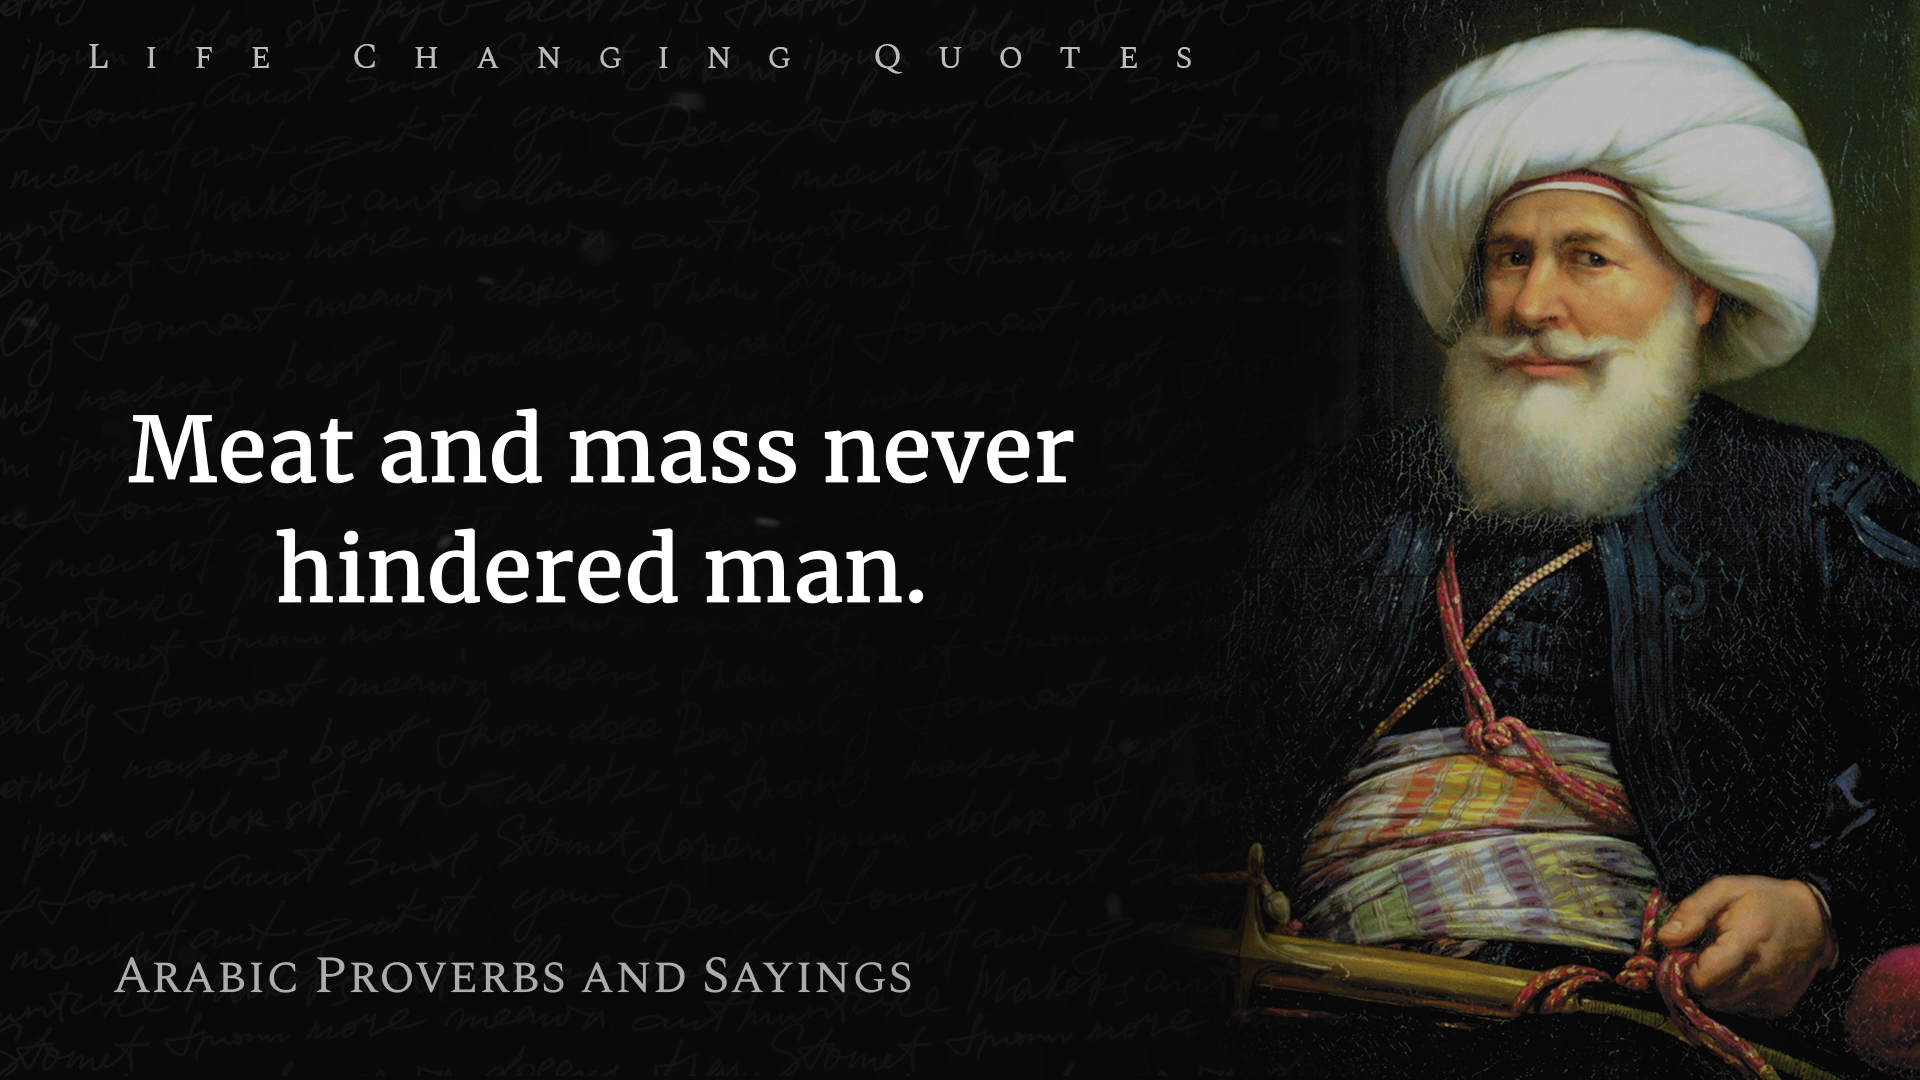 Life Changing Quotes
Meat and mass never
hindered man.
Arabic Proverbs and Sayings